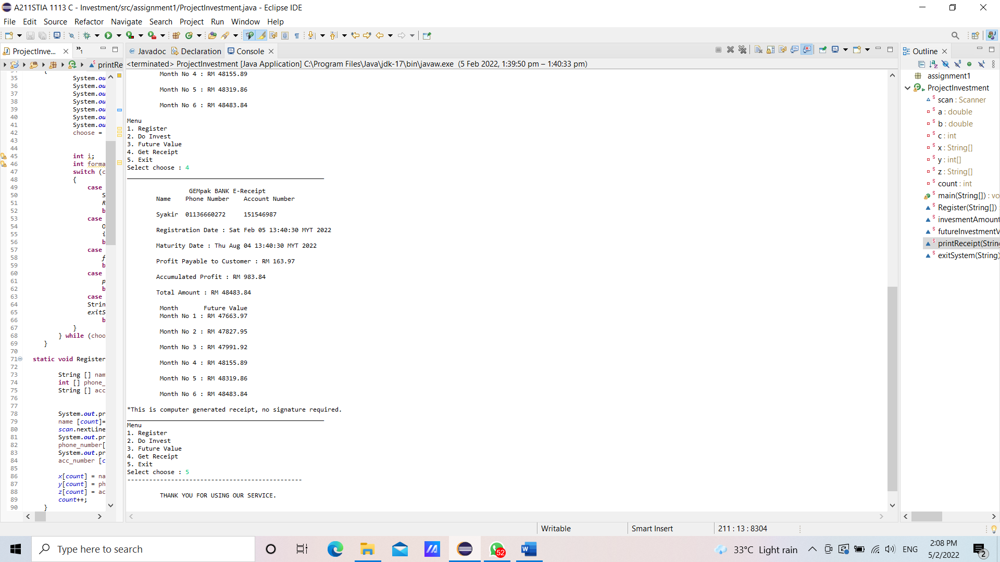 A211STIA 1113 C - Investment/src/assignment1/ProjectInvestment.java - Eclipse IDE
File Edit Source Refactor Navigate Search Project Run Window Help
ProjectInve...
Javadoc Declaration Console
Outline
printRe
<terminated> ProjectInvestment [Java Application] C:\Program Files\Java\jdk-17\bin\javaw.exe (5 Feb 2022, 1:39:50 pm – 1:40:33 pm)
35 System.ou
36 System.ou
37 System.ou
38 System.ou
39 System.ou
40 System.ou
41 System.ou
42 choose =
43
44
45 int i;
46 int forma
47 switch (c
48 {
49 case
50 S
51 R
52 b
53 case
54 O
55 i
56 b
57 case
58 f
59 b
60 case
61 p
62 b
63 case
64 Strin
65 exitS
66 b
67 }
68 } while (choo
69 }
70
71 static void Register
72
73 String [] nam
74 int [] phone_
75 String [] acc
76
77
78 System.out.pr
79 name [count]=
80 scan.nextLine
81 System.out.pr
82 phone_number[
83 System.out.pr
84 acc_number [c
85
86 x[count] = na
87 y[count] = ph
88 z[count] = ac
89 count++;
90 }
Month No 4 : RM 48155.89
Month No 5 : RM 48319.86
Month No 6 : RM 48483.84
Menu
1. Register
2. Do Invest
3. Future Value
4. Get Receipt
5. Exit
Select choose : 4
GEMpak BANK E-Receipt
Name Phone Number Account Number
Syakir 01136660272 151546987
Registration Date : Sat Feb 05 13:40:30 MYT 2022
Maturity Date : Thu Aug 04 13:40:30 MYT 2022
Profit Payable to Customer : RM 163.97
Accumulated Profit : RM 983.84
Total Amount : RM 48483.84
Month Future Value
Month No 1 : RM 47663.97
Month No 2 : RM 47827.95
Month No 3 : RM 47991.92
Month No 4 : RM 48155.89
Month No 5 : RM 48319.86
Month No 6 : RM 48483.84
*This is computer generated receipt, no signature required.
Menu
1. Register
2. Do Invest
3. Future Value
4. Get Receipt
5. Exit
Select choose : 5
------------------------------------------------
THANK YOU FOR USING OUR SERVICE.
assignment1
ProjectInvestment
scan : Scanner
a : double
b : double
c : int
x : String[]
y : int[]
z : String[]
count : int
main(String[]) : vo
Register(String[])
invesmentAmount
futureInvestmentV
printReceipt(Strin
exitSystem(String)
Writable Smart Insert 211 : 13 : 8304
Type here to search
52
33°C Light rain
ENG
2:08 PM
5/2/2022
2